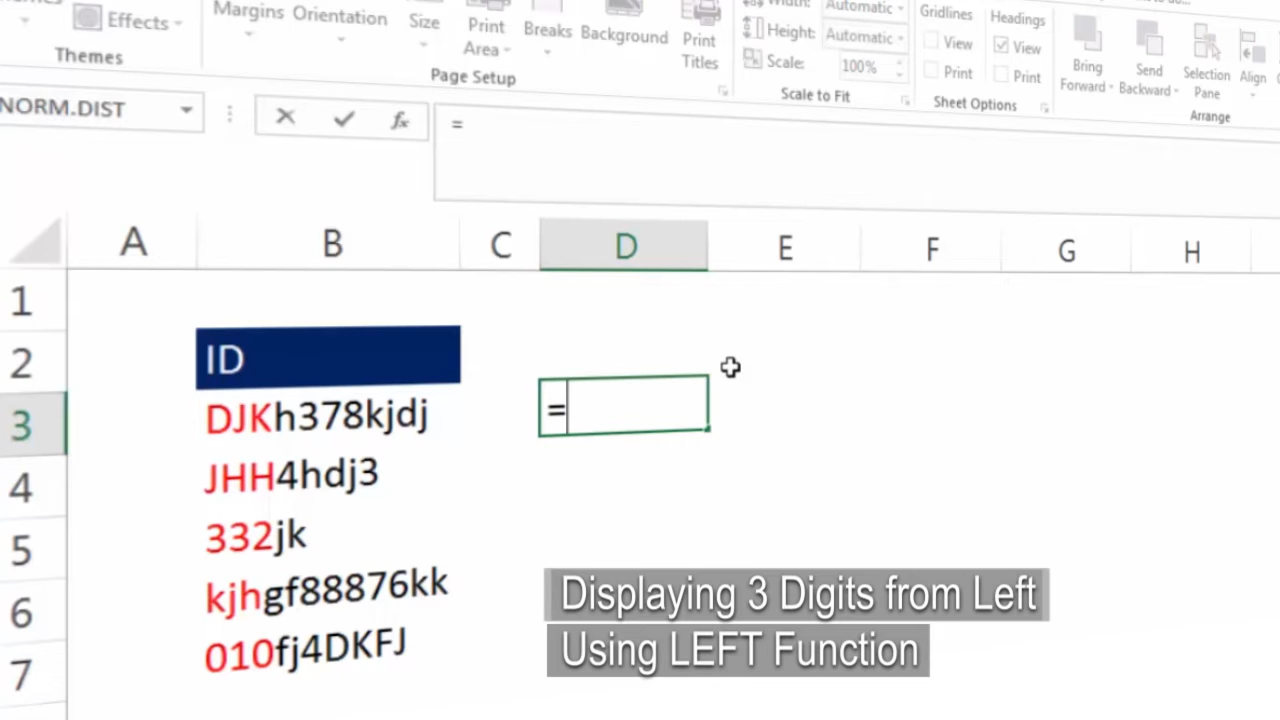 Effects
Themes
Margins Orientation Size Print Area Breaks Background Print Titles
Page Setup
Automatic
Height: Automatic
Scale: 100%
Scale to Fit
Gridlines Headings
View View
Print Print
Sheet Options
Bring Forward Send Backward Selection Pane Align
Arrange
NORM.DIST fx =
A B C D E F G H
1
2 ID
3 DJKh378kjdj =
4 JHH4hdj3
5 332jk
6 kjhgf88876kk
7 010fj4DKFJ
Displaying 3 Digits from Left
Using LEFT Function